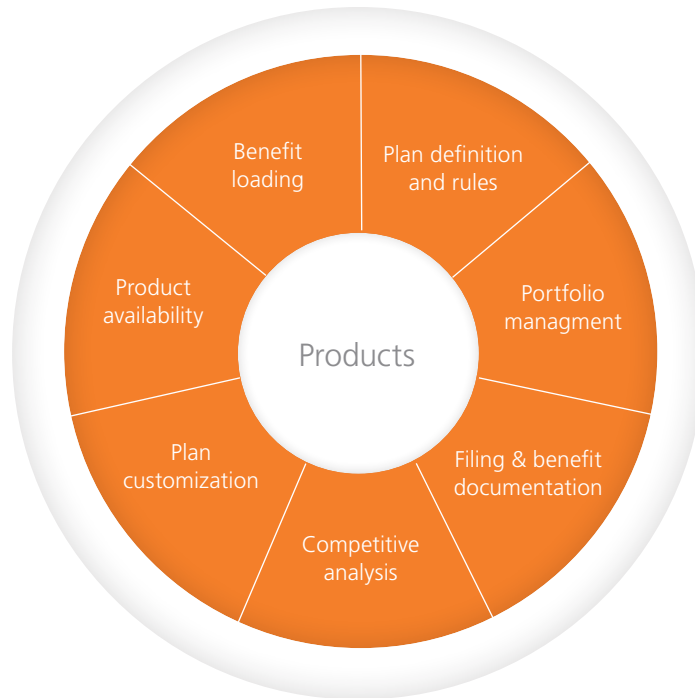 Benefit
loading
Plan definition
and rules
Product
availability
Portfolio
managment
Products
Plan
customization
Filing & benefit
documentation
Competitive
analysis